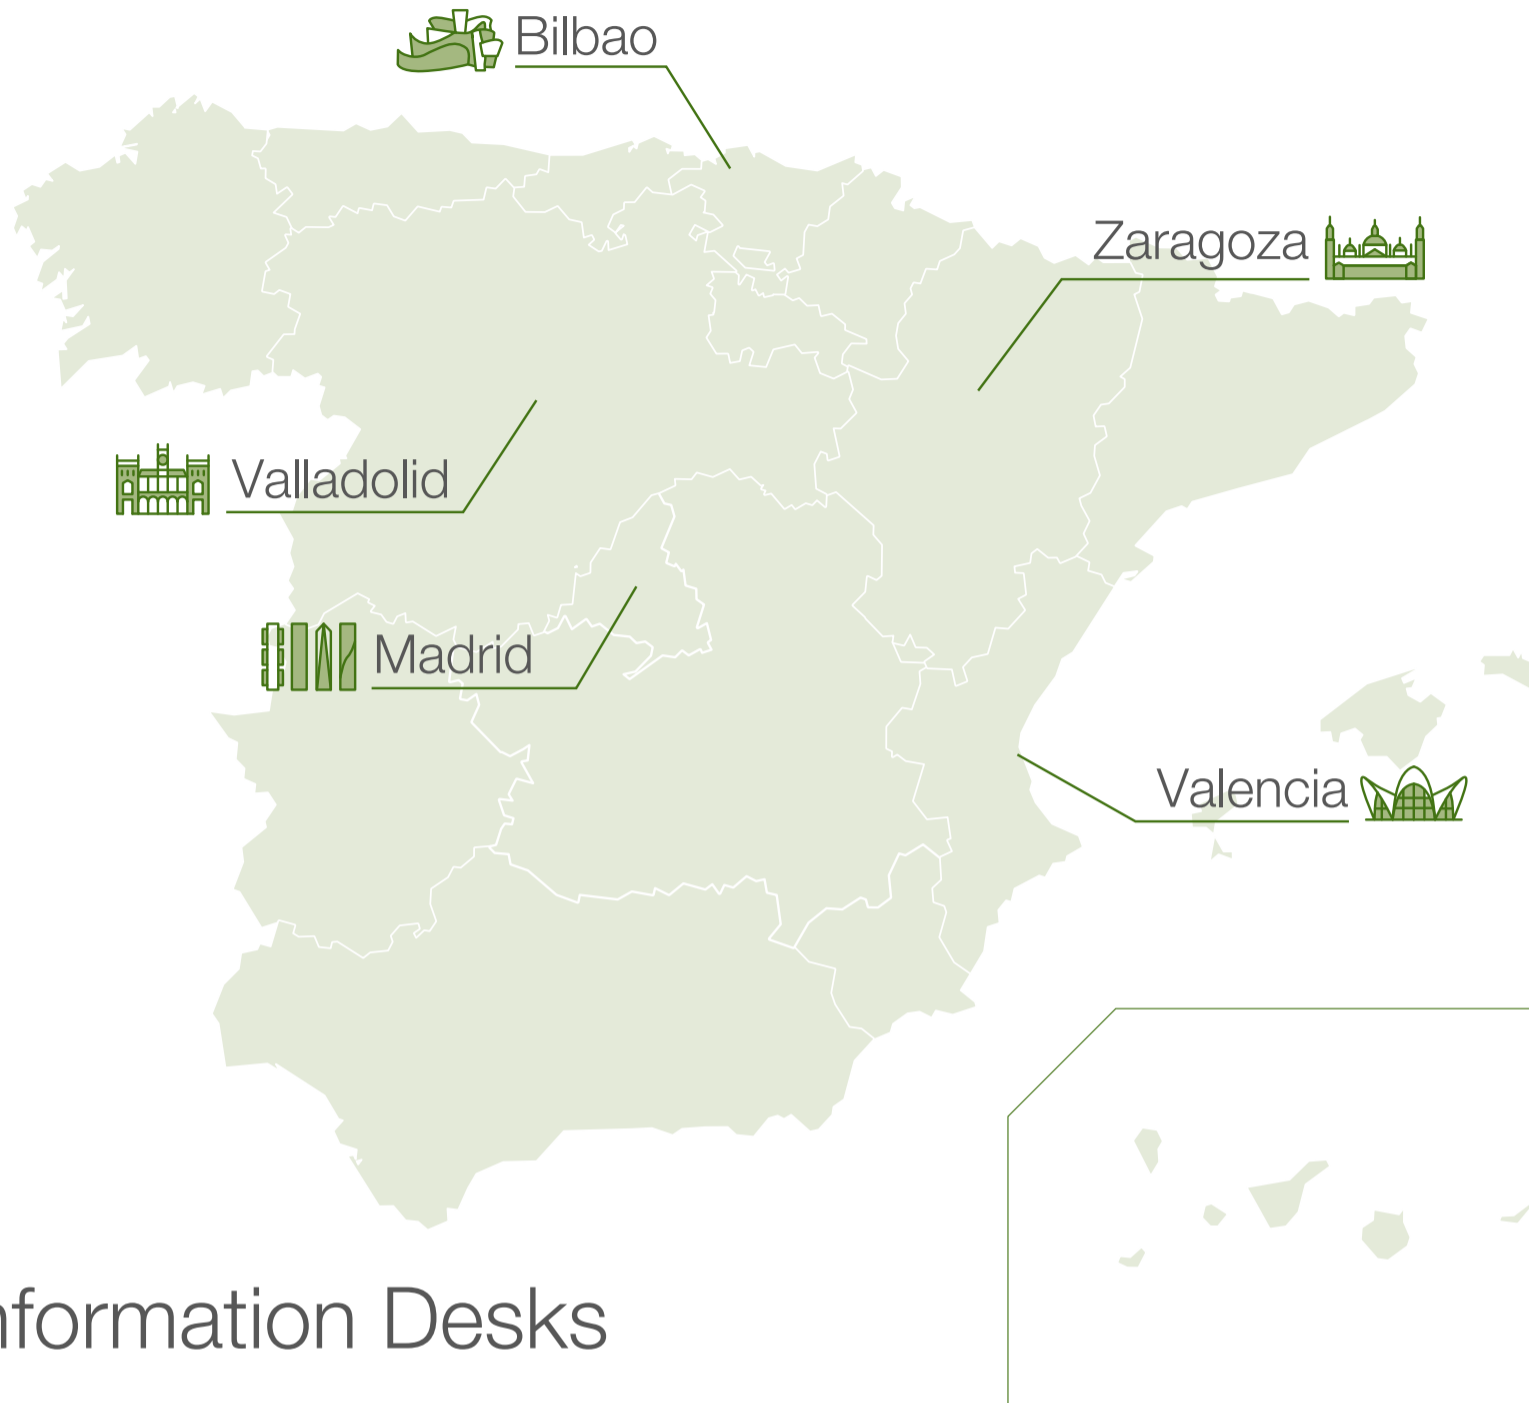 Bilbao
Zaragoza
Valladolid
Madrid
Valencia
nformation Desks